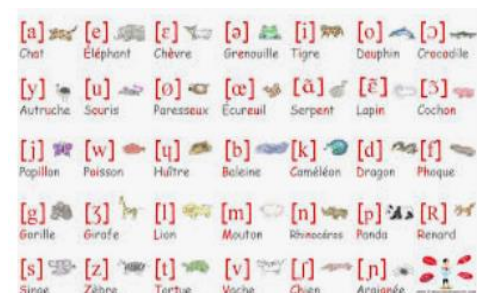 [a] [e] [ɛ] [ə] [i] [o] [ɔ]
Chat Éléphant Chèvre Grenouille Tigre Dauphin Crocodile
[y] [u] [ø] [œ] [ɑ̃] [ɛ̃] [ɔ̃]
Autruche Souris Paresseux Écureuil Serpent Lapin Cochon
[j] [w] [ɥ] [b] [k] [d] [f]
Papillon Poisson Huître Baleine Caméléon Dragon Phoque
[g] [ʒ] [l] [m] [n] [p] [R]
Gorille Girafe Lion Mouton Rhinocéros Panda Renard
[s] [z] [t] [v] [ʃ] [ɲ]
Singe Zèbre Tortue Vache Chien Araignée